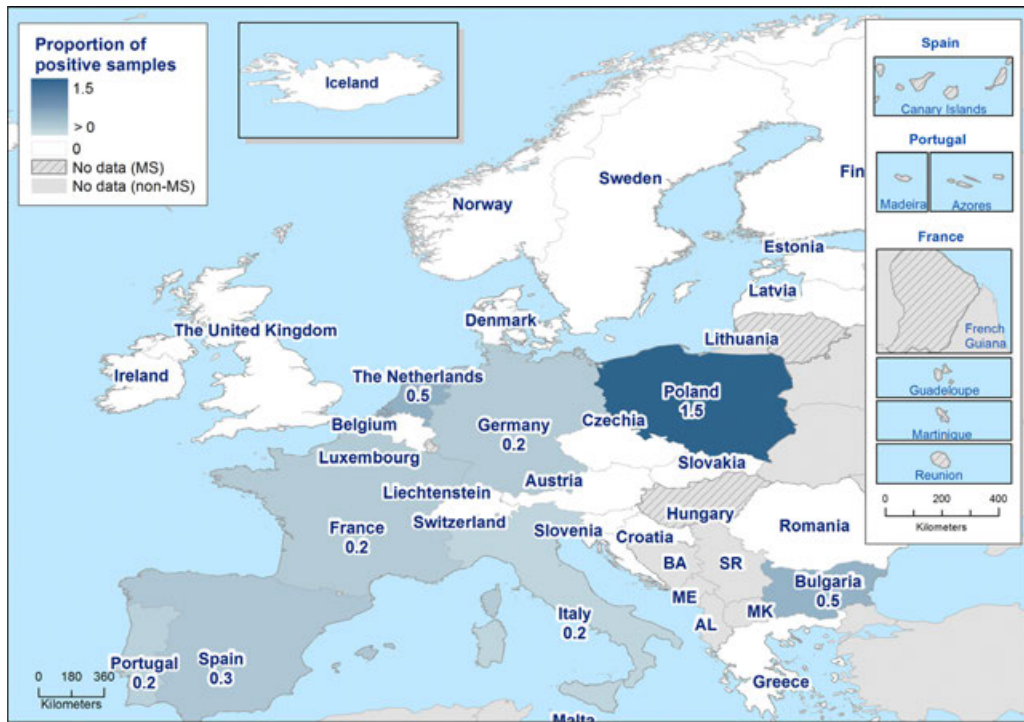 Proportion of
positive samples
1.5
> 0
0
No data (MS)
No data (non-MS)
Iceland
Norway
Sweden
Fin
Estonia
Latvia
Lithuania
Denmark
The United Kingdom
Ireland
The Netherlands
0.5
Poland
1.5
Belgium
Germany
0.2
Czechia
Luxembourg
Slovakia
Austria
Liechtenstein
Hungary
Switzerland
France
0.2
Slovenia
Croatia
Romania
BA
SR
Bulgaria
0.5
ME
MK
AL
Italy
0.2
Portugal
0.2
Spain
0.3
Greece
Malta
0 180 360
Kilometers
Spain
Canary Islands
Portugal
Madeira
Azores
France
French
Guiana
Guadeloupe
Martinique
Reunion
0 200 400
Kilometers